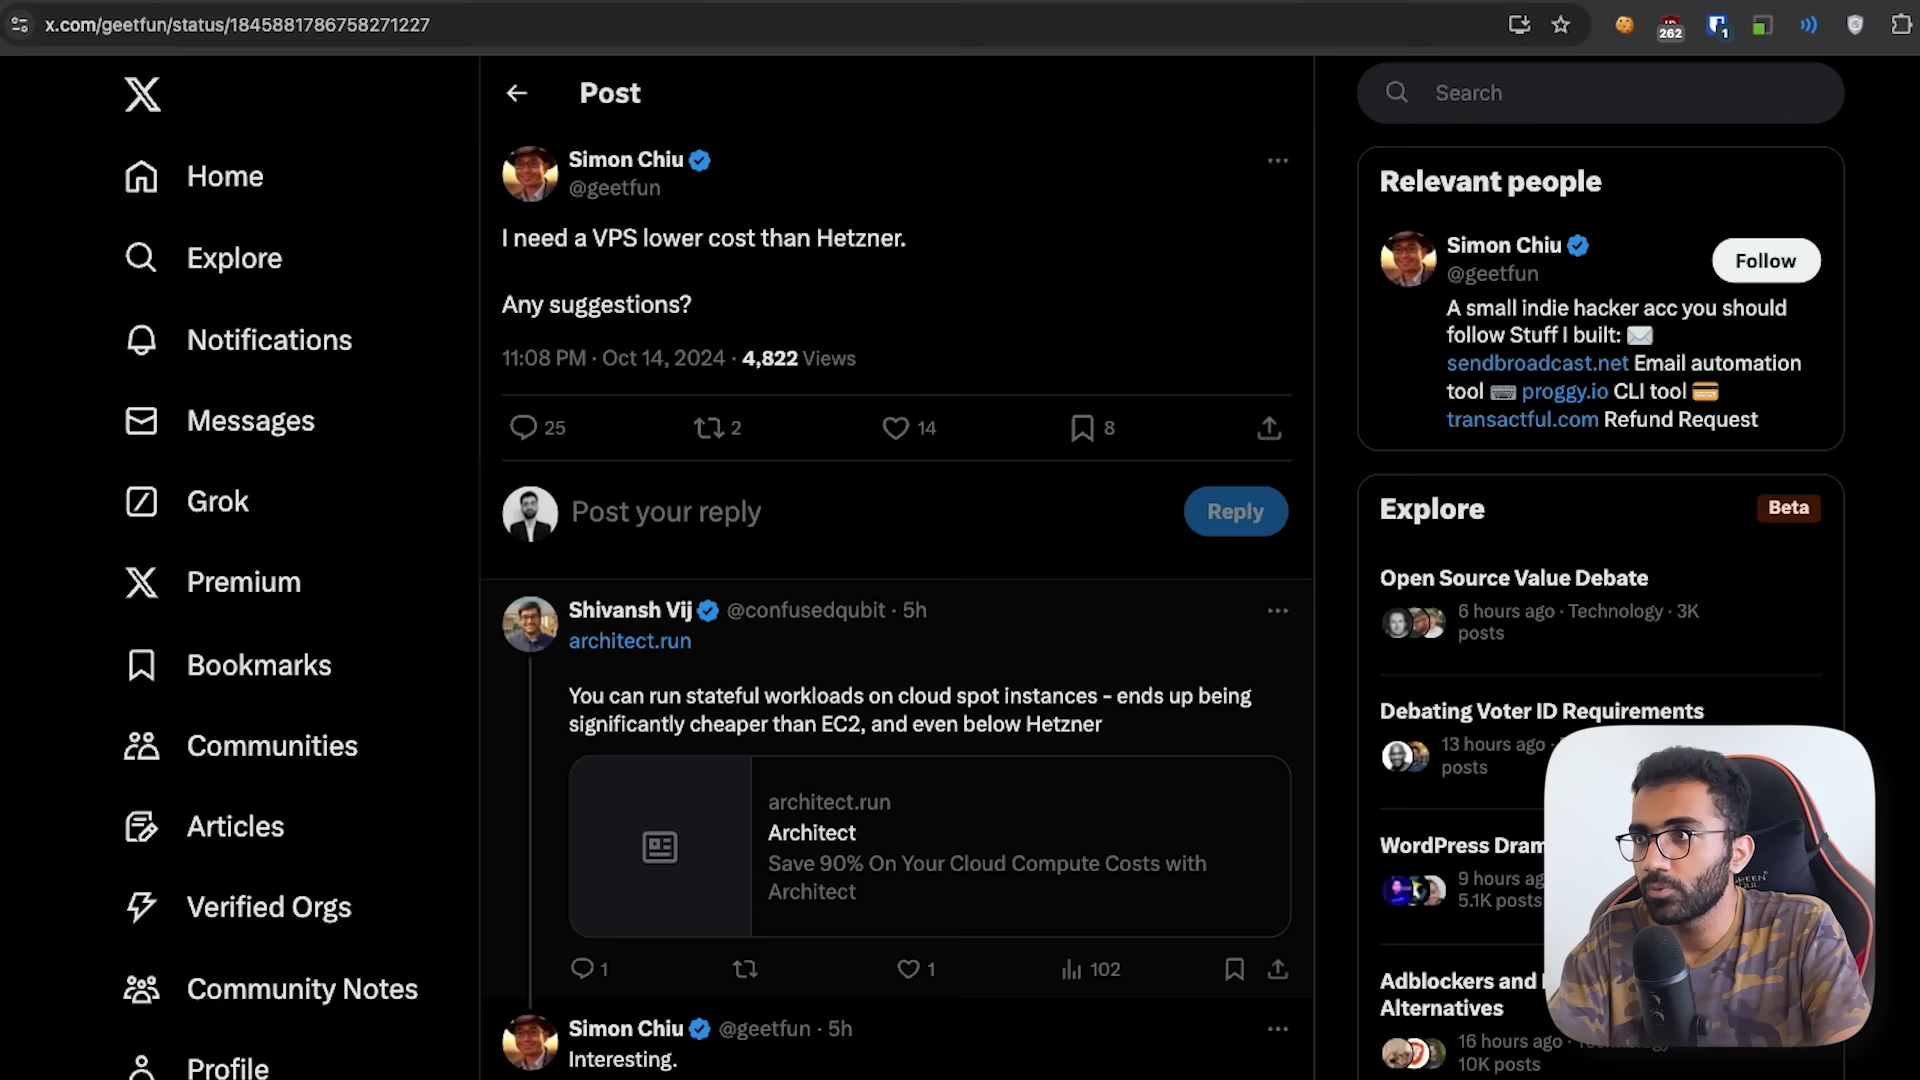 x.com/geetfun/status/1845881786758271227
262
1
Home
Explore
Notifications
Messages
Grok
Premium
Bookmarks
Communities
Articles
Verified Orgs
Community Notes
Profile
Post
Simon Chiu
@geetfun
I need a VPS lower cost than Hetzner.
Any suggestions?
11:08 PM · Oct 14, 2024 · 4,822 Views
25
2
14
8
Post your reply
Reply
Shivansh Vij @confusedqubit · 5h
architect.run
You can run stateful workloads on cloud spot instances - ends up being
significantly cheaper than EC2, and even below Hetzner
architect.run
Architect
Save 90% On Your Cloud Compute Costs with
Architect
1
1
102
Simon Chiu @geetfun · 5h
Interesting.
Search
Relevant people
Simon Chiu
@geetfun
Follow
A small indie hacker acc you should
follow Stuff I built:
sendbroadcast.net Email automation
tool proggy.io CLI tool
transactful.com Refund Request
Explore
Beta
Open Source Value Debate
6 hours ago · Technology · 3K
posts
Debating Voter ID Requirements
13 hours ago ·
posts
WordPress Dram
9 hours ag
5.1K posts
Adblockers and
Alternatives
16 hours ago ·
10K posts